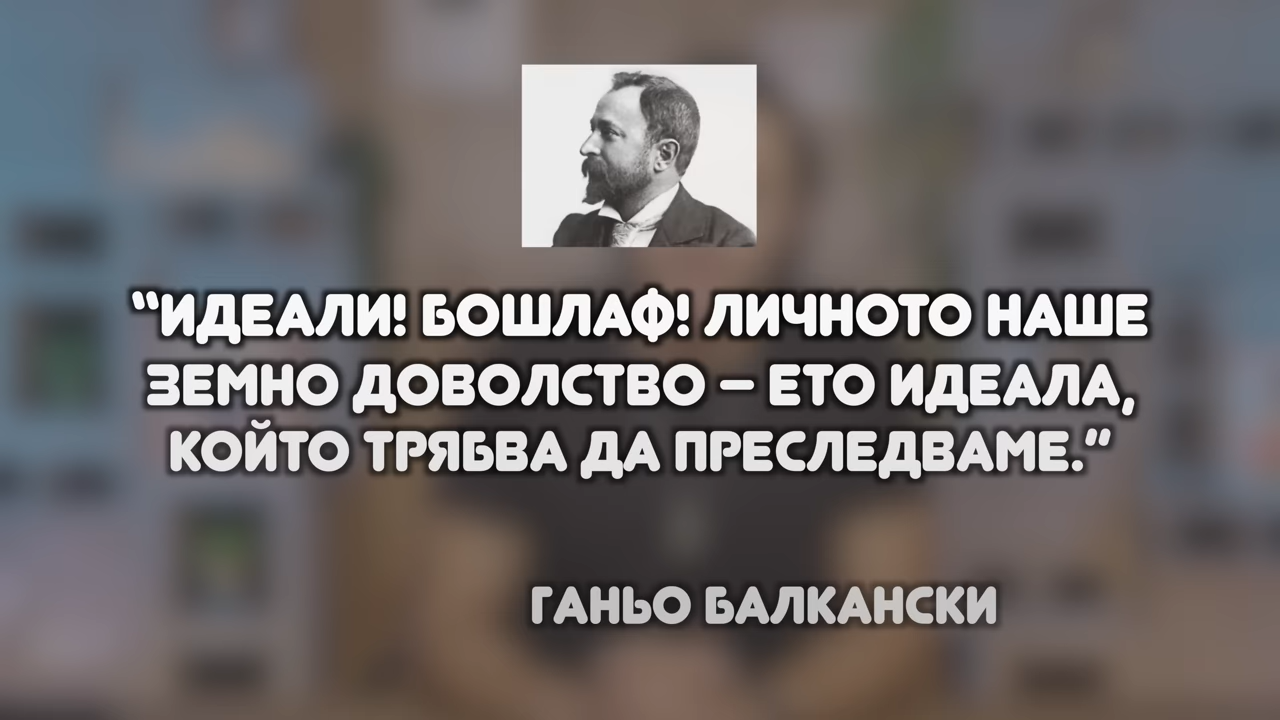 “ИДЕАЛИ! БОШЛАФ! ЛИЧНОТО НАШЕ
ЗЕМНО ДОВОЛСТВО – ЕТО ИДЕАЛА,
КОЙТО ТРЯБВА ДА ПРЕСЛЕДВАМЕ.”
ГАНЬО БАЛКАНСКИ